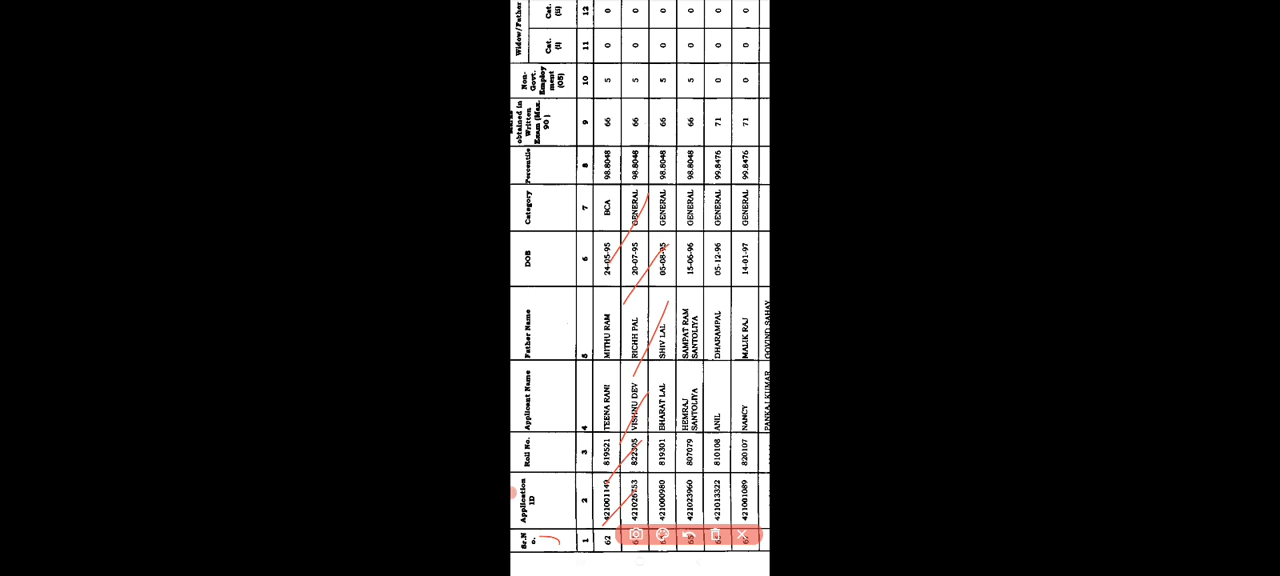 Sr.N o. Application ID Roll No. Applicant Name Father Name DOB Category Percentile obtained in Written Exam (Max. 90 ) Non-Govt. Employ ment (05) Widow/Father Cat. (i) Cat. (ii)
1 2 3 4 5 6 7 8 9 10 11 12
62 421001149 819521 TEENA RANI MITHU RAM 24-05-95 BCA 98.8048 66 5 0 0
VISHNU DEV RICHH PAL 20-07-95 GENERAL 98.8048 66 5 0 0
421000980 819301 BHARAT LAL SHIV LAL 05-08-95 GENERAL 98.8048 66 5 0 0
421023960 807079 HEMRAJ SANTOLIYA SAMPAT RAM SANTOLIYA 15-06-96 GENERAL 98.8048 66 5 0 0
421013322 810108 ANIL DHARAMPAL 05-12-96 GENERAL 99.8476 71 0 0 0
421001089 820107 NANCY MALIK RAJ 14-01-97 GENERAL 99.8476 71 0 0 0
PANKAJ KUMAR GOVIND SAHAY